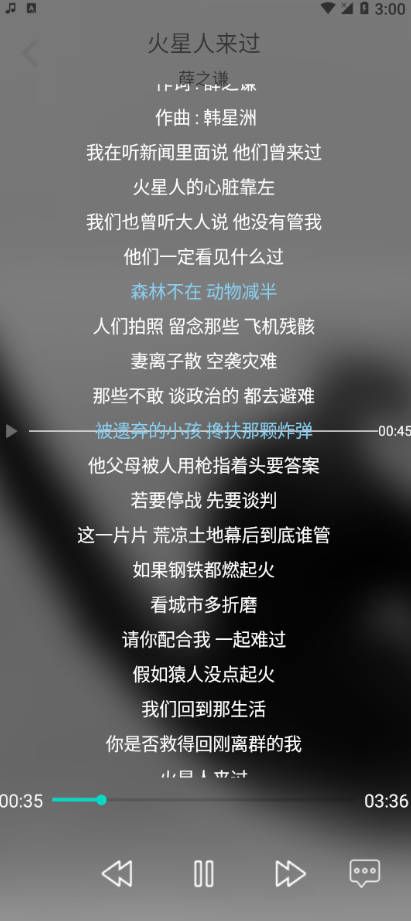 3:00
火星人来过
薛之谦
作词 : 薛之谦
作曲 : 韩星洲
我在听新闻里面说 他们曾来过
火星人的心脏靠左
我们也曾听大人说 他没有管我
他们一定看见什么过
森林不在 动物减半
人们拍照 留念那些 飞机残骸
妻离子散 空袭灾难
那些不敢 谈政治的 都去避难
被遗弃的小孩 搀扶那颗炸弹 00:45
他父母被人用枪指着头要答案
若要停战 先要谈判
这一片片 荒凉土地幕后到底谁管
如果钢铁都燃起火
看城市多折磨
请你配合我 一起难过
假如猿人没点起火
我们回到那生活
你是否救得回刚离群的我
火星人来过
00:35 03:36